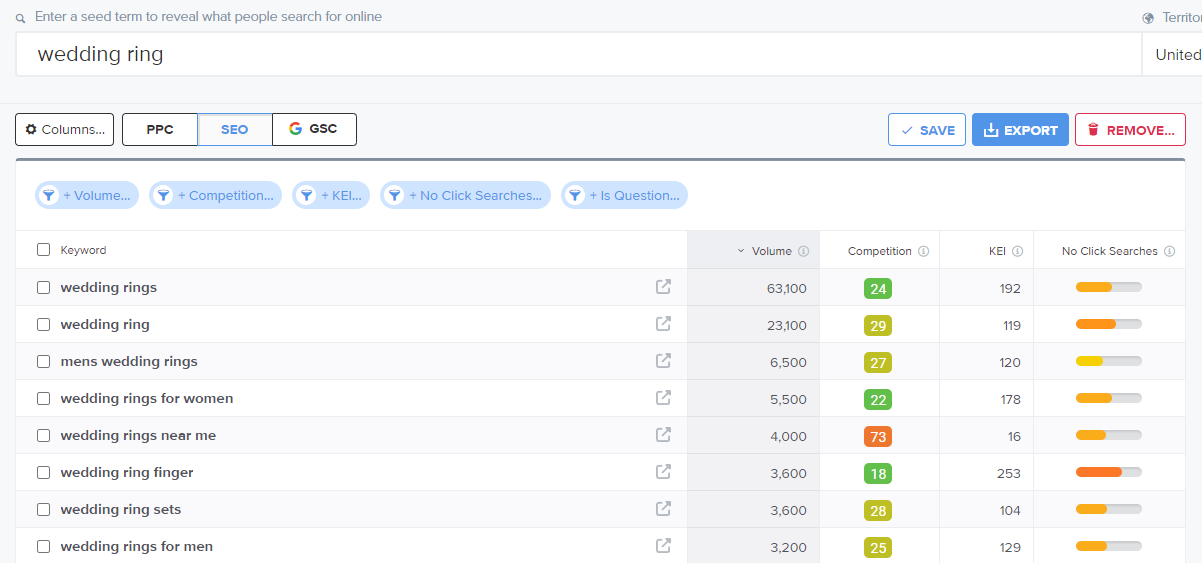 Enter a seed term to reveal what people search for online
Territo
wedding ring
United
Columns...
PPC
SEO
GSC
SAVE
EXPORT
REMOVE...
+ Volume...
+ Competition...
+ KEI...
+ No Click Searches...
+ Is Question...
Keyword Volume Competition KEI No Click Searches
wedding rings 63,100 24 192
wedding ring 23,100 29 119
mens wedding rings 6,500 27 120
wedding rings for women 5,500 22 178
wedding rings near me 4,000 73 16
wedding ring finger 3,600 18 253
wedding ring sets 3,600 28 104
wedding rings for men 3,200 25 129